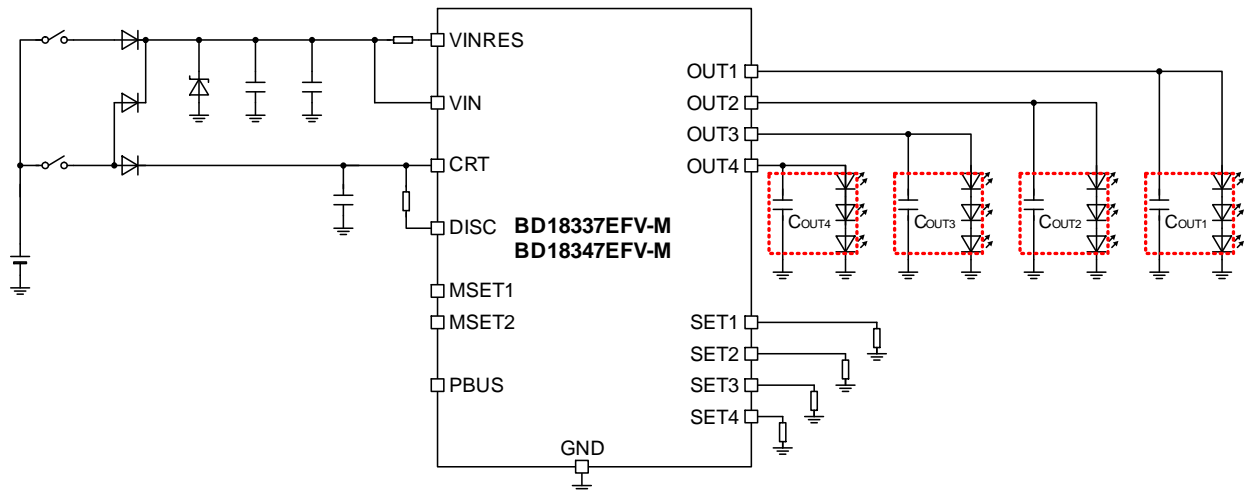 VINRES
VIN
CRT
DISC
BD18337EFV-M
BD18347EFV-M
MSET1
MSET2
PBUS
GND
OUT1
OUT2
OUT3
OUT4
COUT4
COUT3
COUT2
COUT1
SET1
SET2
SET3
SET4